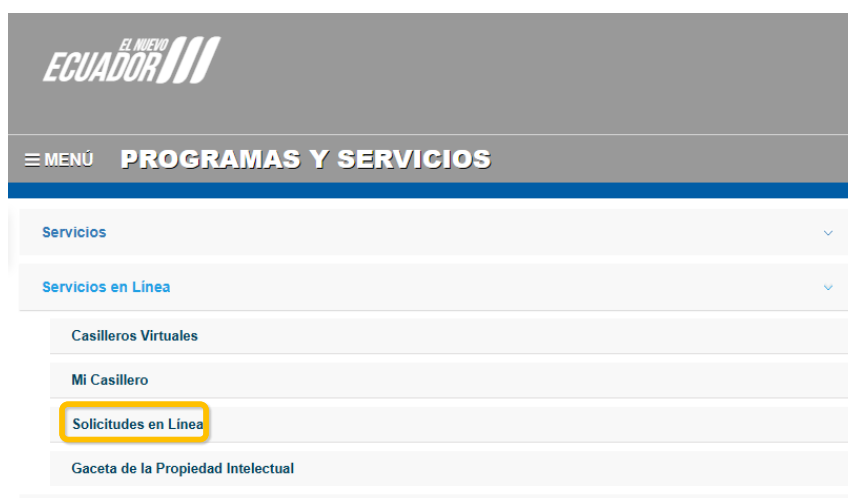 EL NUEVO
ECUADOR
MENÚ PROGRAMAS Y SERVICIOS
Servicios
Servicios en Línea
Casilleros Virtuales
Mi Casillero
Solicitudes en Línea
Gaceta de la Propiedad Intelectual